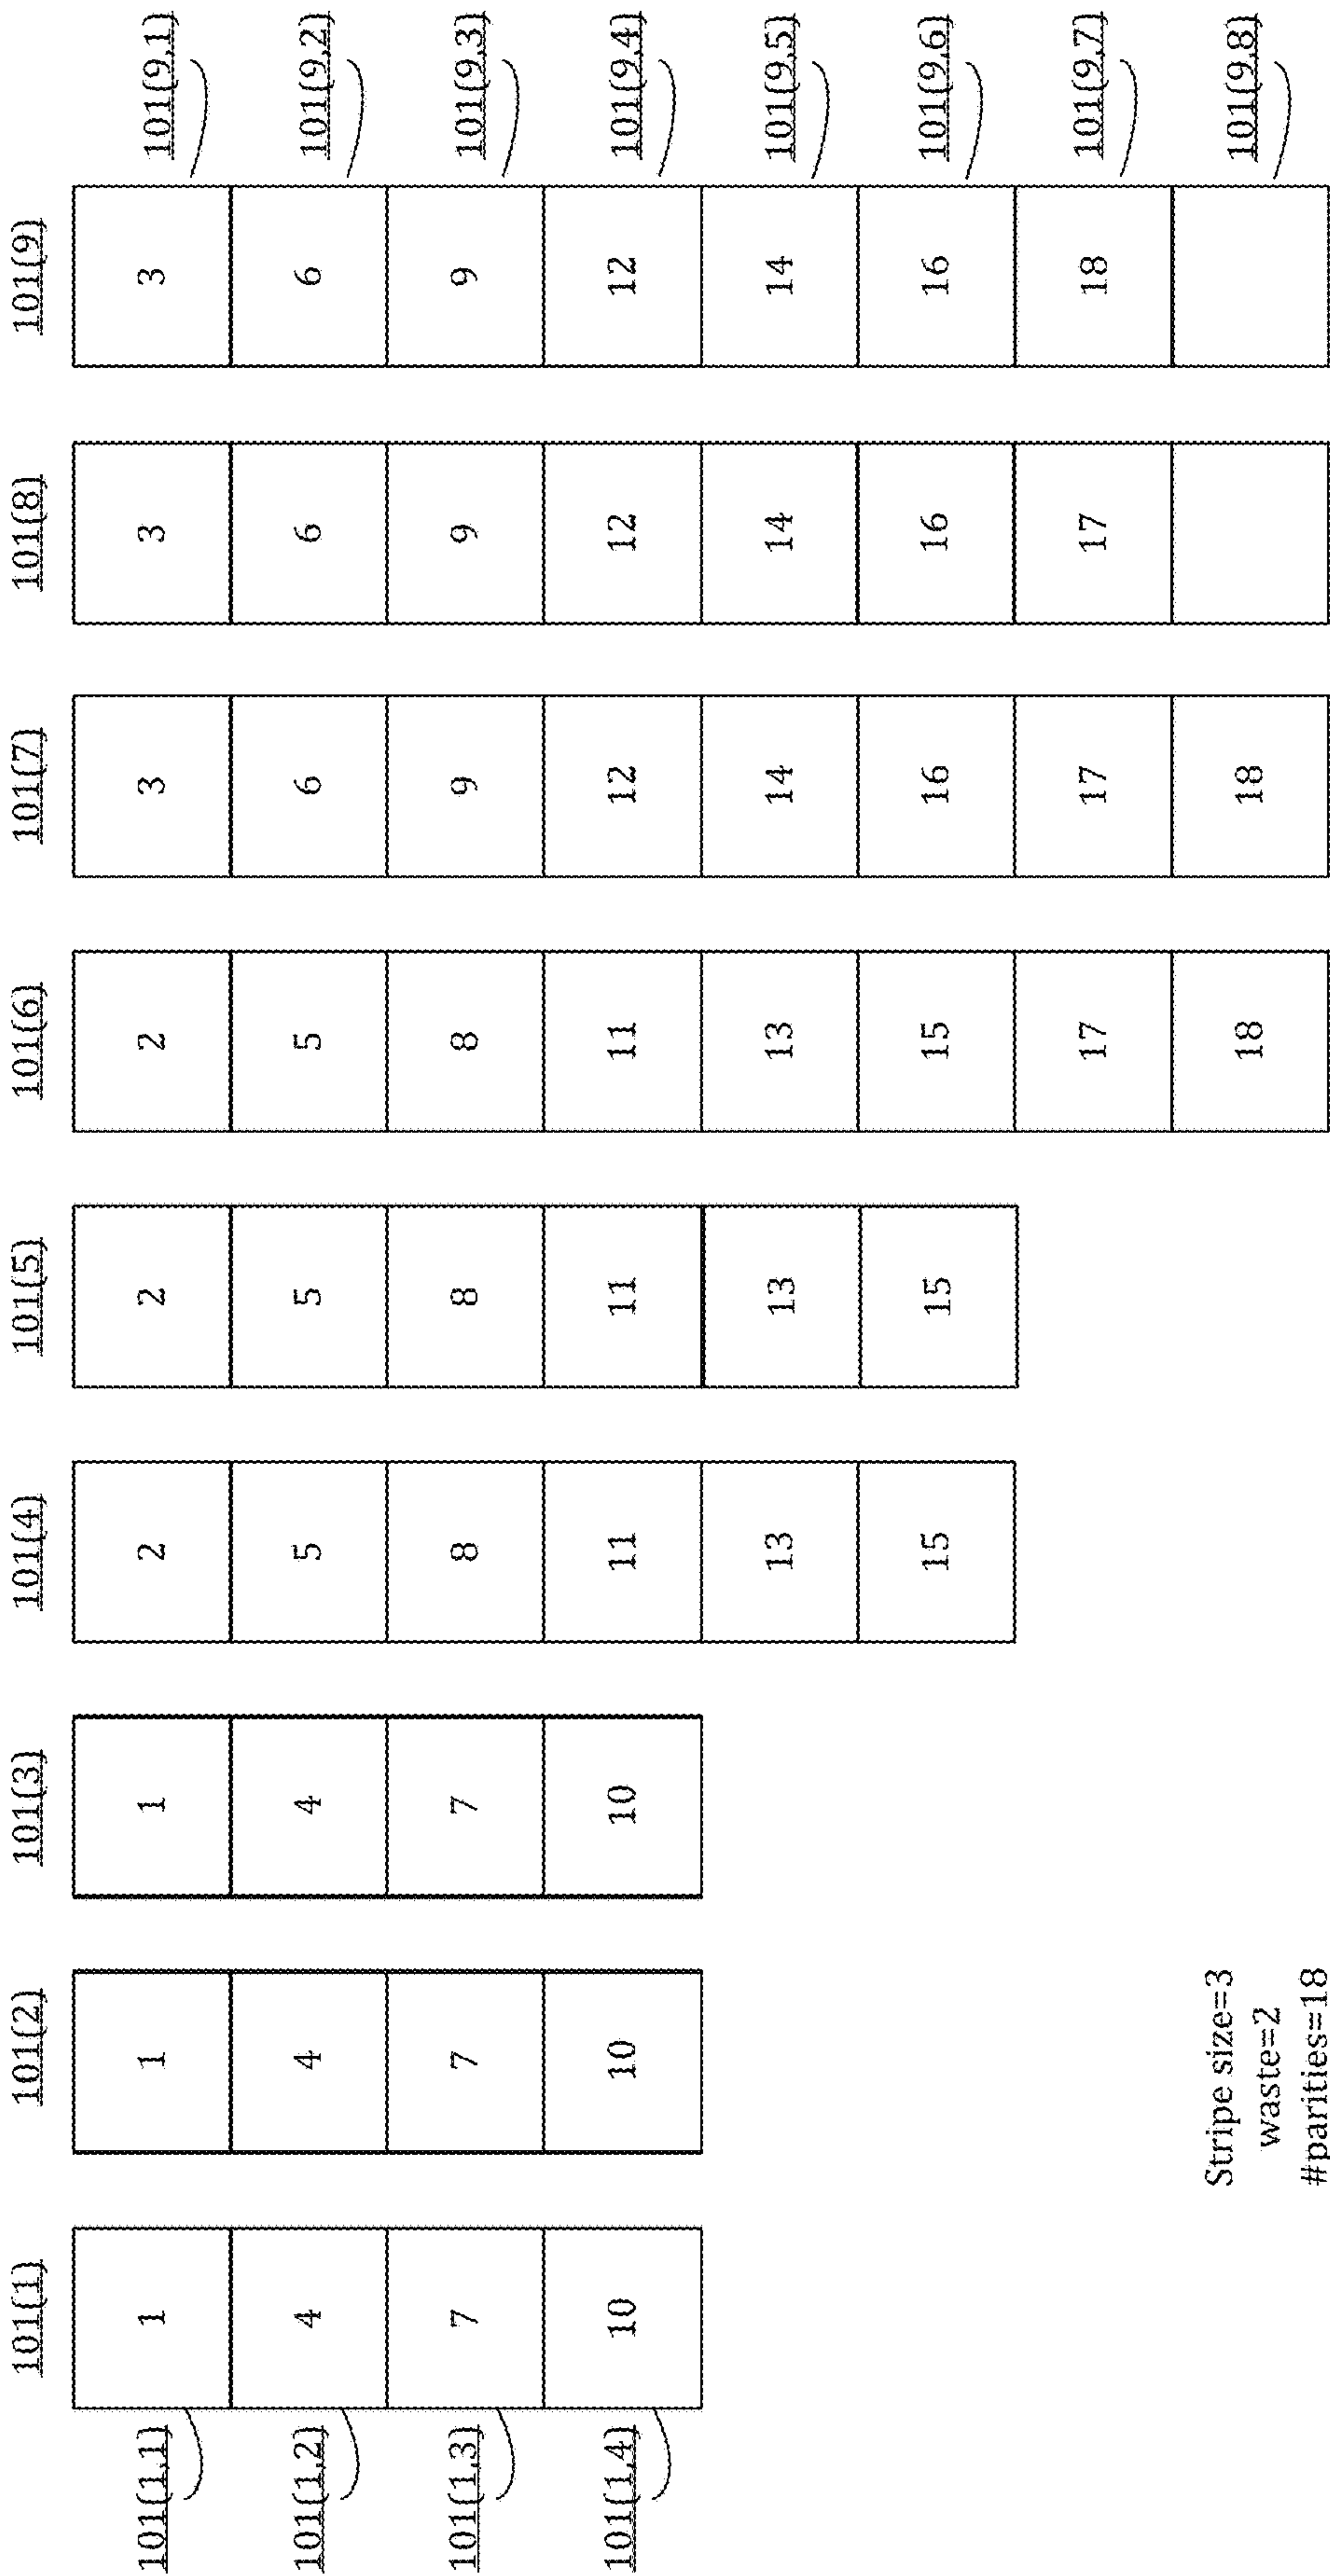 101(1) 101(2) 101(3) 101(4) 101(5) 101(6) 101(7) 101(8) 101(9)
101(1,1) 1 1 1 2 2 2 3 3 3 101(9,1)
101(1,2) 4 4 4 5 5 5 6 6 6 101(9,2)
101(1,3) 7 7 7 8 8 8 9 9 9 101(9,3)
101(1,4) 10 10 10 11 11 11 12 12 12 101(9,4)
13 13 13 14 14 14 101(9,5)
15 15 15 16 16 16 101(9,6)
17 17 17 18 101(9,7)
18 18 101(9,8)
Stripe size=3
waste=2
#parities=18